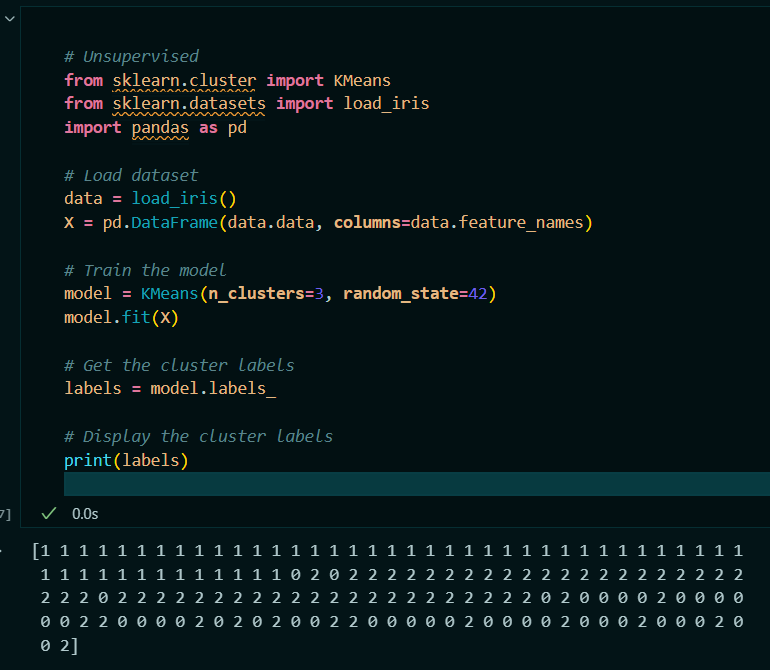 # Unsupervised
from sklearn.cluster import KMeans
from sklearn.datasets import load_iris
import pandas as pd
# Load dataset
data = load_iris()
X = pd.DataFrame(data.data, columns=data.feature_names)
# Train the model
model = KMeans(n_clusters=3, random_state=42)
model.fit(X)
# Get the cluster labels
labels = model.labels_
# Display the cluster labels
print(labels)
7]
0.0s
[1 1 1 1 1 1 1 1 1 1 1 1 1 1 1 1 1 1 1 1 1 1 1 1 1 1 1 1 1 1 1 1 1 1 1 1 1
1 1 1 1 1 1 1 1 1 1 1 1 1 0 2 0 2 2 2 2 2 2 2 2 2 2 2 2 2 2 2 2 2 2 2 2 2
2 2 2 0 2 2 2 2 2 2 2 2 2 2 2 2 2 2 2 2 2 2 2 2 2 2 0 2 0 0 0 0 2 0 0 0 0
0 0 2 2 0 0 0 0 2 0 2 0 2 0 0 2 2 0 0 0 0 0 2 0 0 0 0 2 0 0 0 2 0 0 0 2 0
0 2]